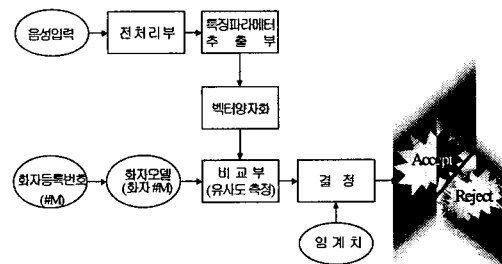 음성입력
전처리부
특징파라메터
추 출 부
벡터양자화
화자등록번호
(#M)
화자모델
(화자 #M)
비 교 부
(유사도 측정)
결 정
임 계 치
Accept
Reject